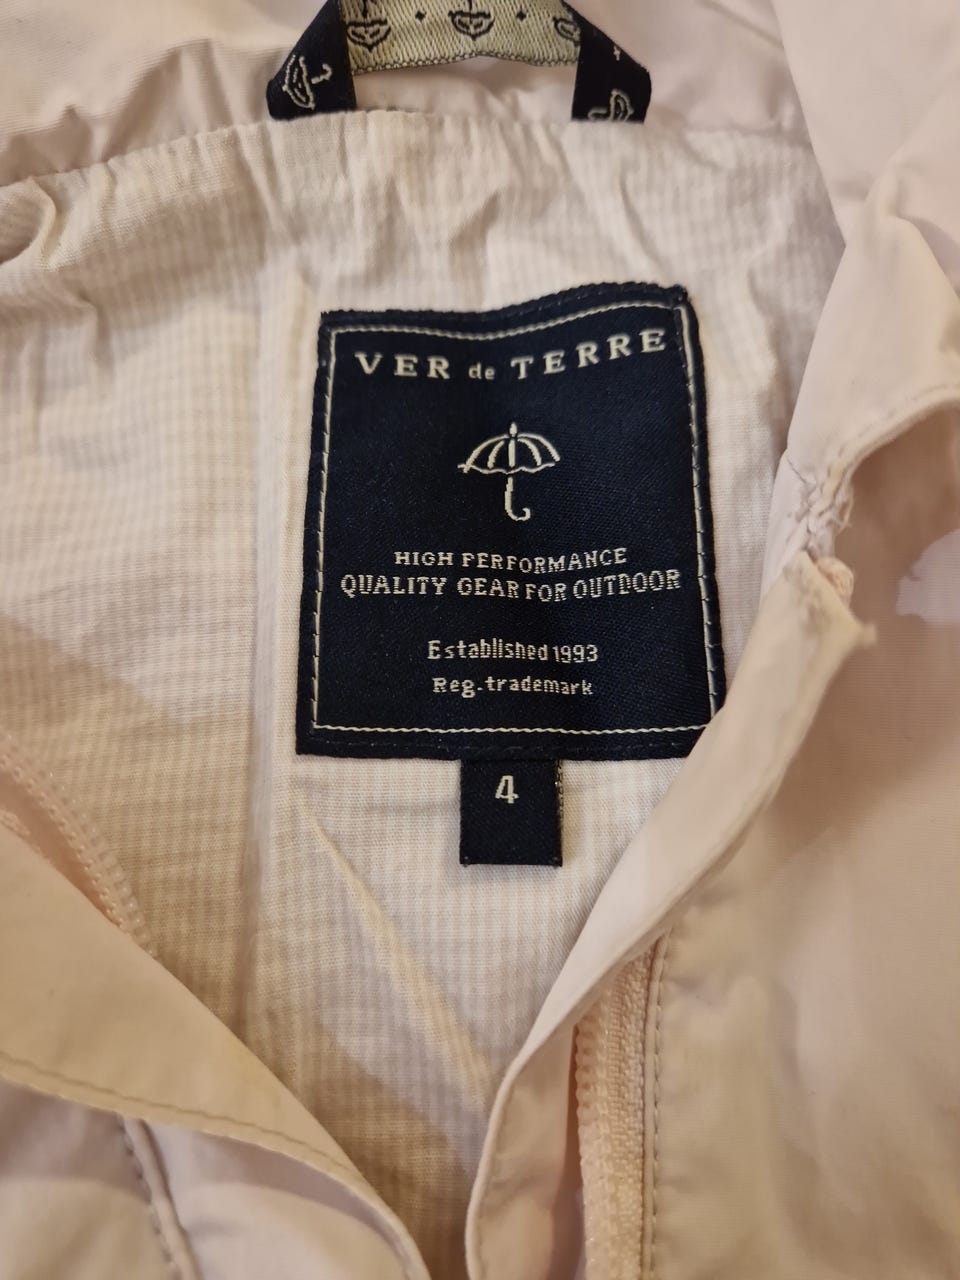 VER de TERRE
HIGH PERFORMANCE
QUALITY GEAR FOR OUTDOOR
Established 1993
Reg. trademark
4